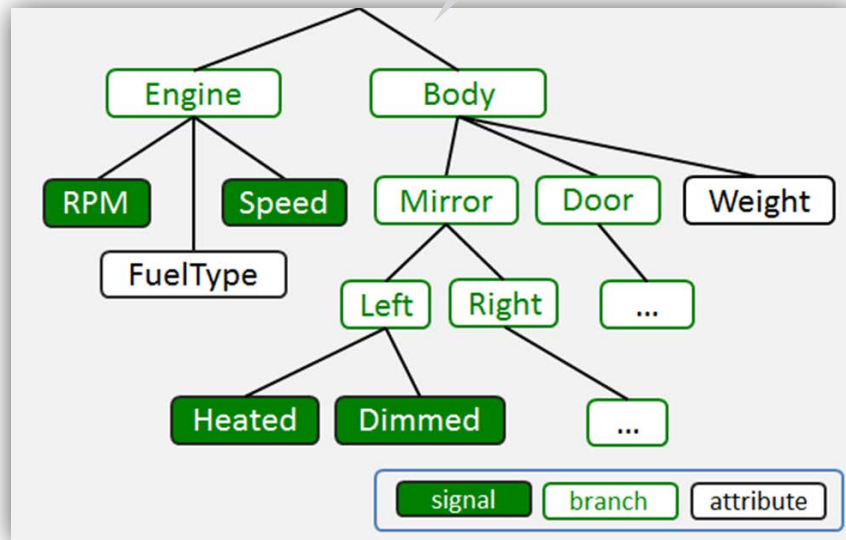 Engine
Body
RPM
Speed
Mirror
Door
Weight
FuelType
Left
Right
...
Heated
Dimmed
...
signal
branch
attribute